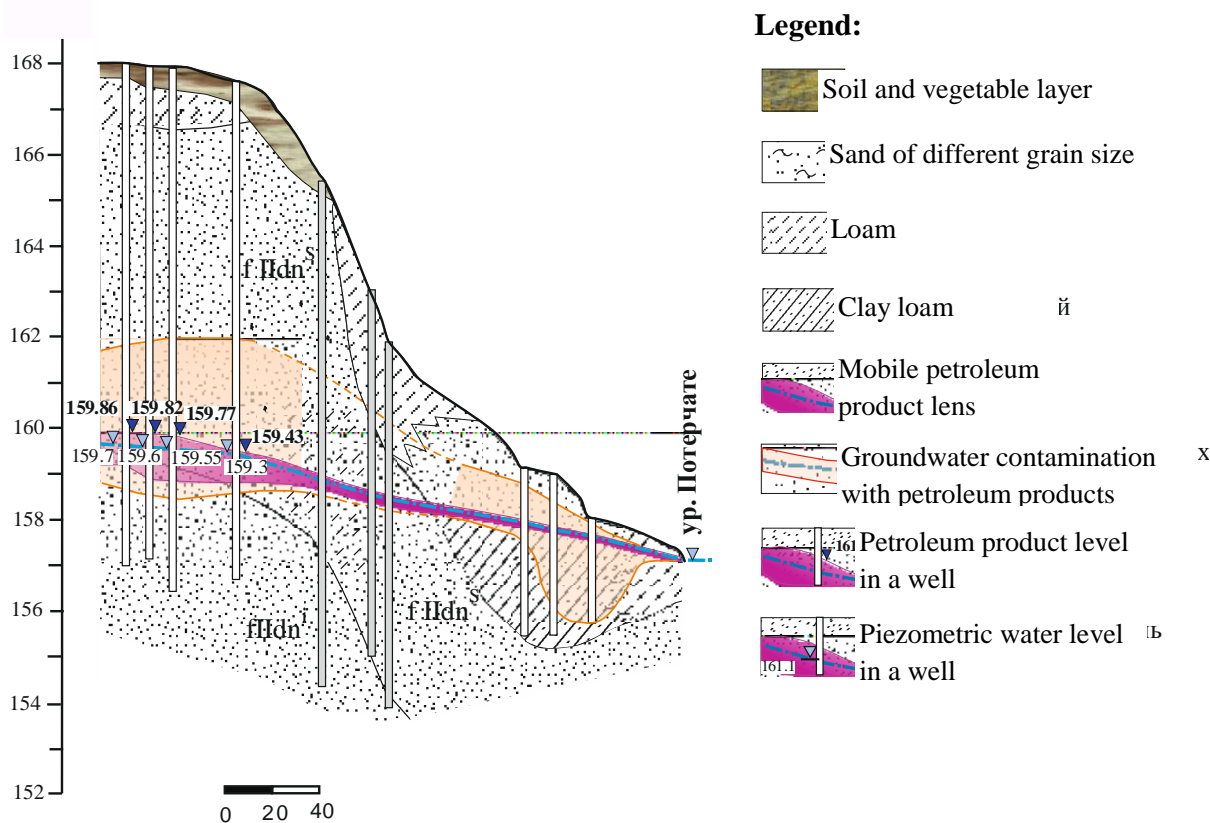 Legend:
168
166
164
162
160
158
156
154
152
f IIdn s
159.86
159.82
159.77
159.43
159.7
159.6
159.55
159.3
fIIdn i
f IIdn s
ур. Потерчате
0 20 40
Soil and vegetable layer
Sand of different grain size
Loam
Clay loam
й
Mobile petroleum
product lens
Groundwater contamination
х
with petroleum products
161
Petroleum product level
in a well
Piezometric water level
ь
161.1
in a well